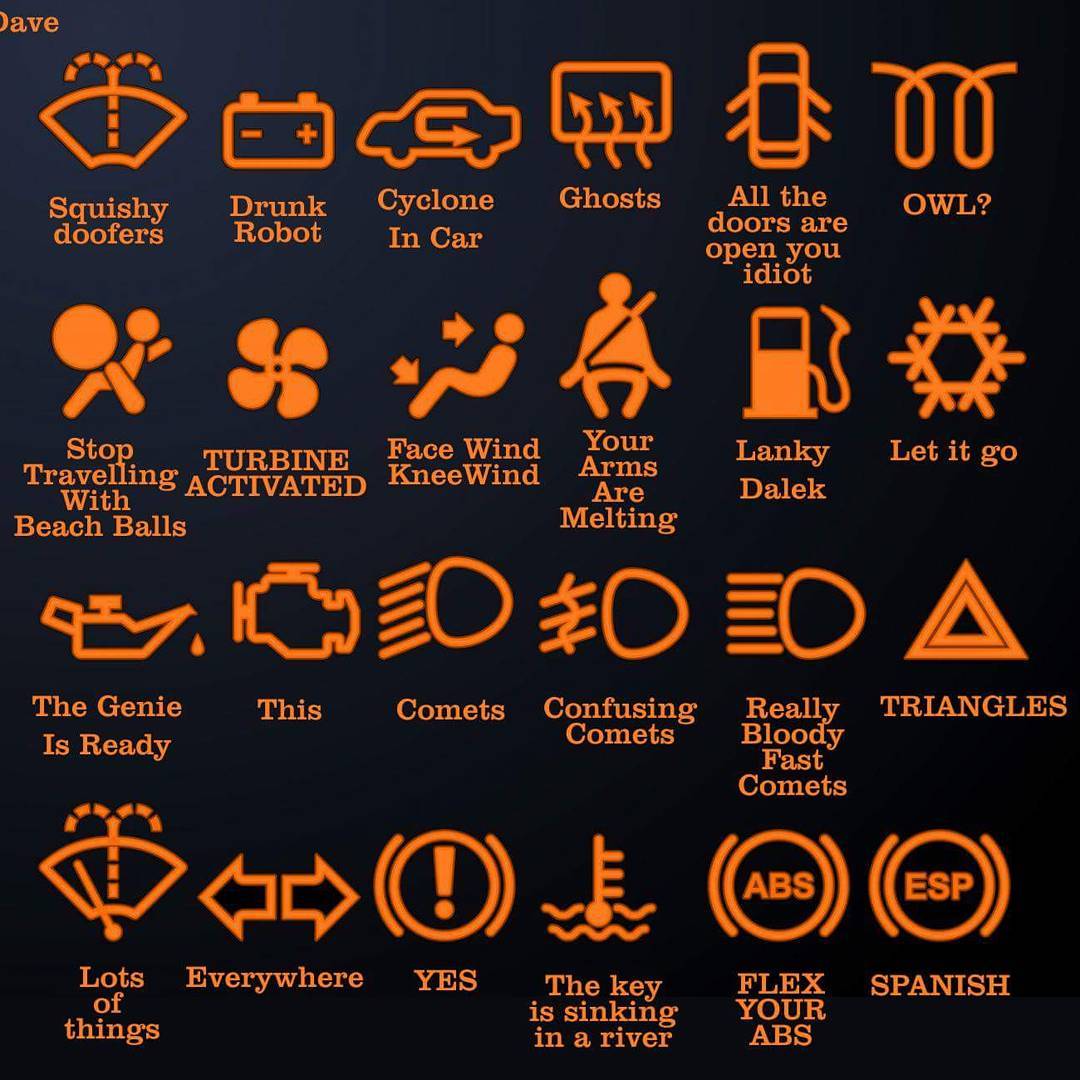 Dave
Squishy
doofers
Drunk
Robot
Cyclone
In Car
Ghosts
All the
doors are
open you
idiot
OWL?
Stop
Travelling
With
Beach Balls
TURBINE
ACTIVATED
Face Wind
KneeWind
Your
Arms
Are
Melting
Lanky
Dalek
Let it go
The Genie
Is Ready
This
Comets
Confusing
Comets
Really
Bloody
Fast
Comets
TRIANGLES
ABS
ESP
Lots
of
things
Everywhere
YES
The key
is sinking
in a river
FLEX
YOUR
ABS
SPANISH